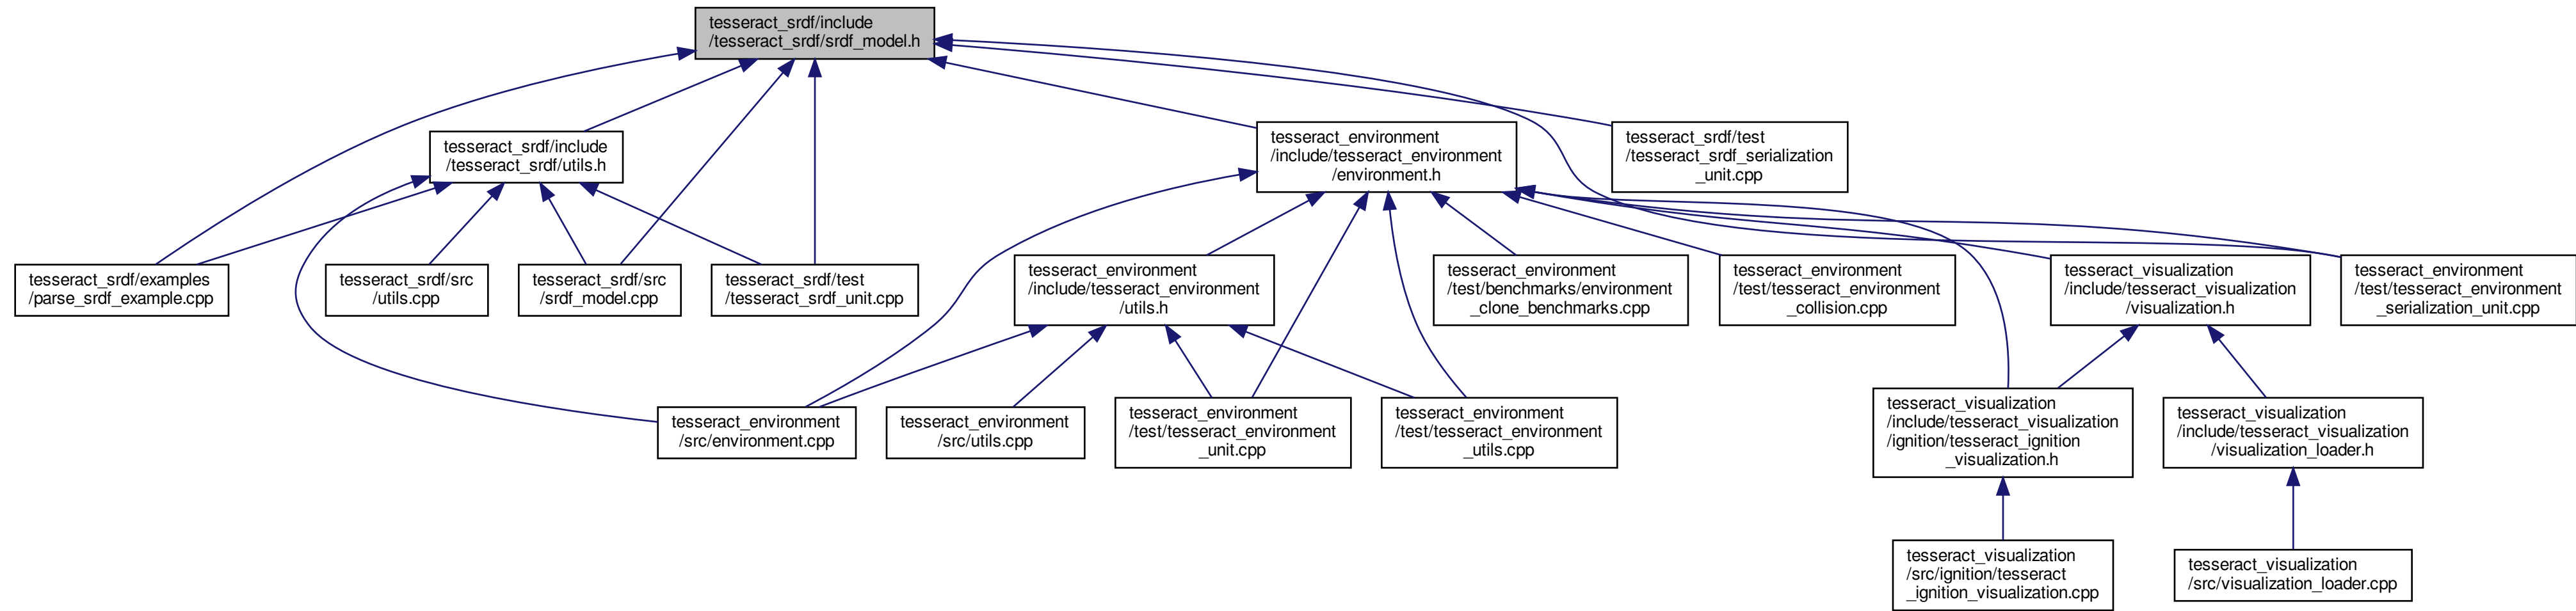 tesseract_srdf/include
/tesseract_srdf/srdf_model.h
tesseract_srdf/include
/tesseract_srdf/utils.h
tesseract_environment
/include/tesseract_environment
/environment.h
tesseract_srdf/test
/tesseract_srdf_serialization
_unit.cpp
tesseract_srdf/examples
/parse_srdf_example.cpp
tesseract_srdf/src
/utils.cpp
tesseract_srdf/src
/srdf_model.cpp
tesseract_srdf/test
/tesseract_srdf_unit.cpp
tesseract_environment
/include/tesseract_environment
/utils.h
tesseract_environment
/test/benchmarks/environment
_clone_benchmarks.cpp
tesseract_environment
/test/tesseract_environment
_collision.cpp
tesseract_visualization
/include/tesseract_visualization
/visualization.h
tesseract_environment
/test/tesseract_environment
_serialization_unit.cpp
tesseract_environment
/src/environment.cpp
tesseract_environment
/src/utils.cpp
tesseract_environment
/test/tesseract_environment
_unit.cpp
tesseract_environment
/test/tesseract_environment
_utils.cpp
tesseract_visualization
/include/tesseract_visualization
/ignition/tesseract_ignition
_visualization.h
tesseract_visualization
/include/tesseract_visualization
/visualization_loader.h
tesseract_visualization
/src/ignition/tesseract
_ignition_visualization.cpp
tesseract_visualization
/src/visualization_loader.cpp